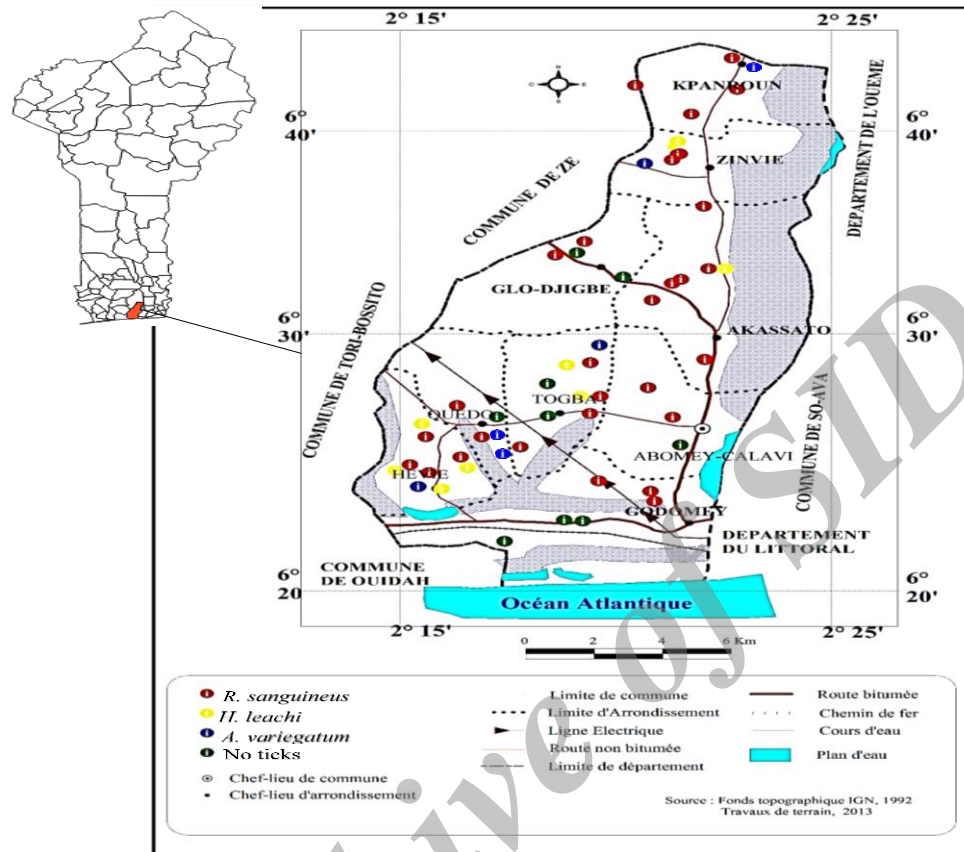 2° 15'
2° 25'
KPANROUN
6°
40'
6°
40'
ZINVIE
DEPARTEMENT DE L'OUEME
COMMUNE DE ZE
GLO-DJIGBE
AKASSATO
6°
30'
6°
30'
COMMUNE DE TORI-BOSSITO
TOGBA
OUEDO
ABOMEY-CALAVI
COMMUNE DE SO-AVA
HEVIE
GODOMEY
DEPARTEMENT
DU LITTORAL
COMMUNE
DE OUIDAH
6°
20'
6°
20'
Océan Atlantique
2° 15'
2° 25'
0 2 4 6 Km
R. sanguineus
H. leachi
A. variegatum
No ticks
Chef-lieu de commune
Chef-lieu d'arrondissement
Limite de commune
Limite d'Arrondissement
Ligne Electrique
Route non bitumée
Limite de département
Route bitumée
Chemin de fer
Cours d'eau
Plan d'eau
Source : Fonds topographique IGN, 1992
Travaux de terrain, 2013
ive of SID